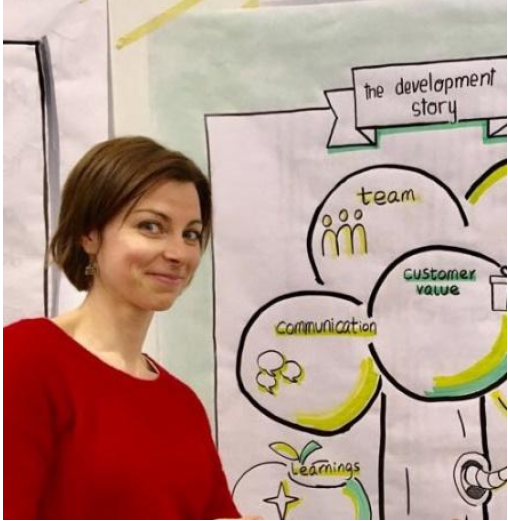 the development
story
team
customer
value
communication
Learnings